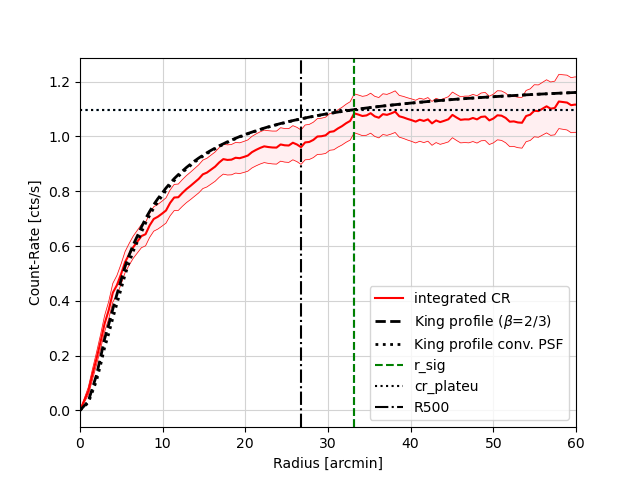 1.2
1.0
0.8
0.6
0.4
0.2
0.0
Count-Rate [cts/s]
integrated CR
King profile (β=2/3)
King profile conv. PSF
r_sig
cr_plateu
R500
0 10 20 30 40 50 60
Radius [arcmin]